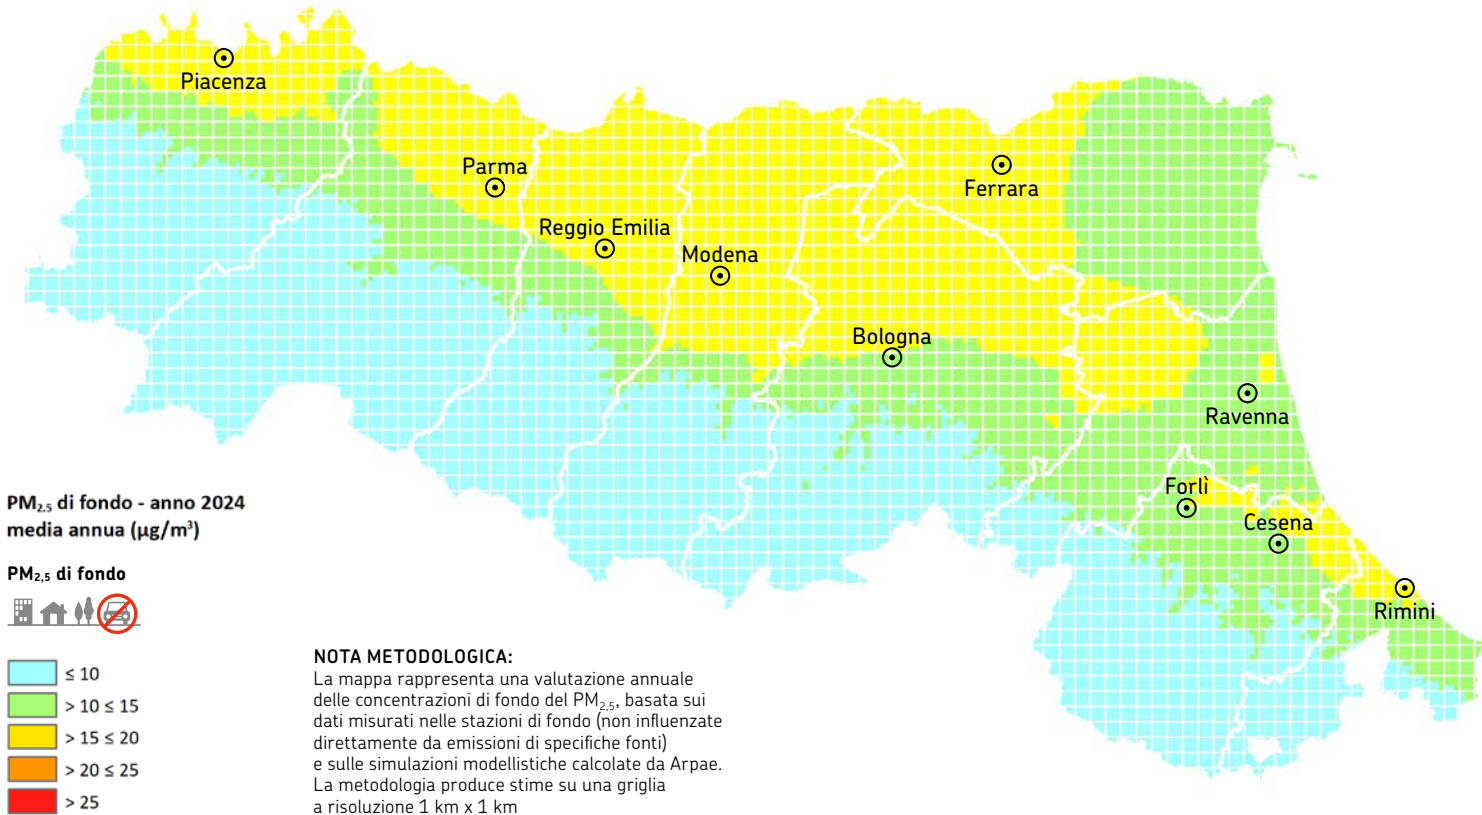 Piacenza
Parma
Ferrara
Reggio Emilia
Modena
Bologna
Ravenna
Forlì
Cesena
Rimini
PM2.5 di fondo - anno 2024
media annua (µg/m³)
PM2,5 di fondo
≤ 10
> 10 ≤ 15
> 15 ≤ 20
> 20 ≤ 25
> 25
NOTA METODOLOGICA:
La mappa rappresenta una valutazione annuale
delle concentrazioni di fondo del PM2,5, basata sui
dati misurati nelle stazioni di fondo (non influenzate
direttamente da emissioni di specifiche fonti)
e sulle simulazioni modellistiche calcolate da Arpae.
La metodologia produce stime su una griglia
a risoluzione 1 km x 1 km